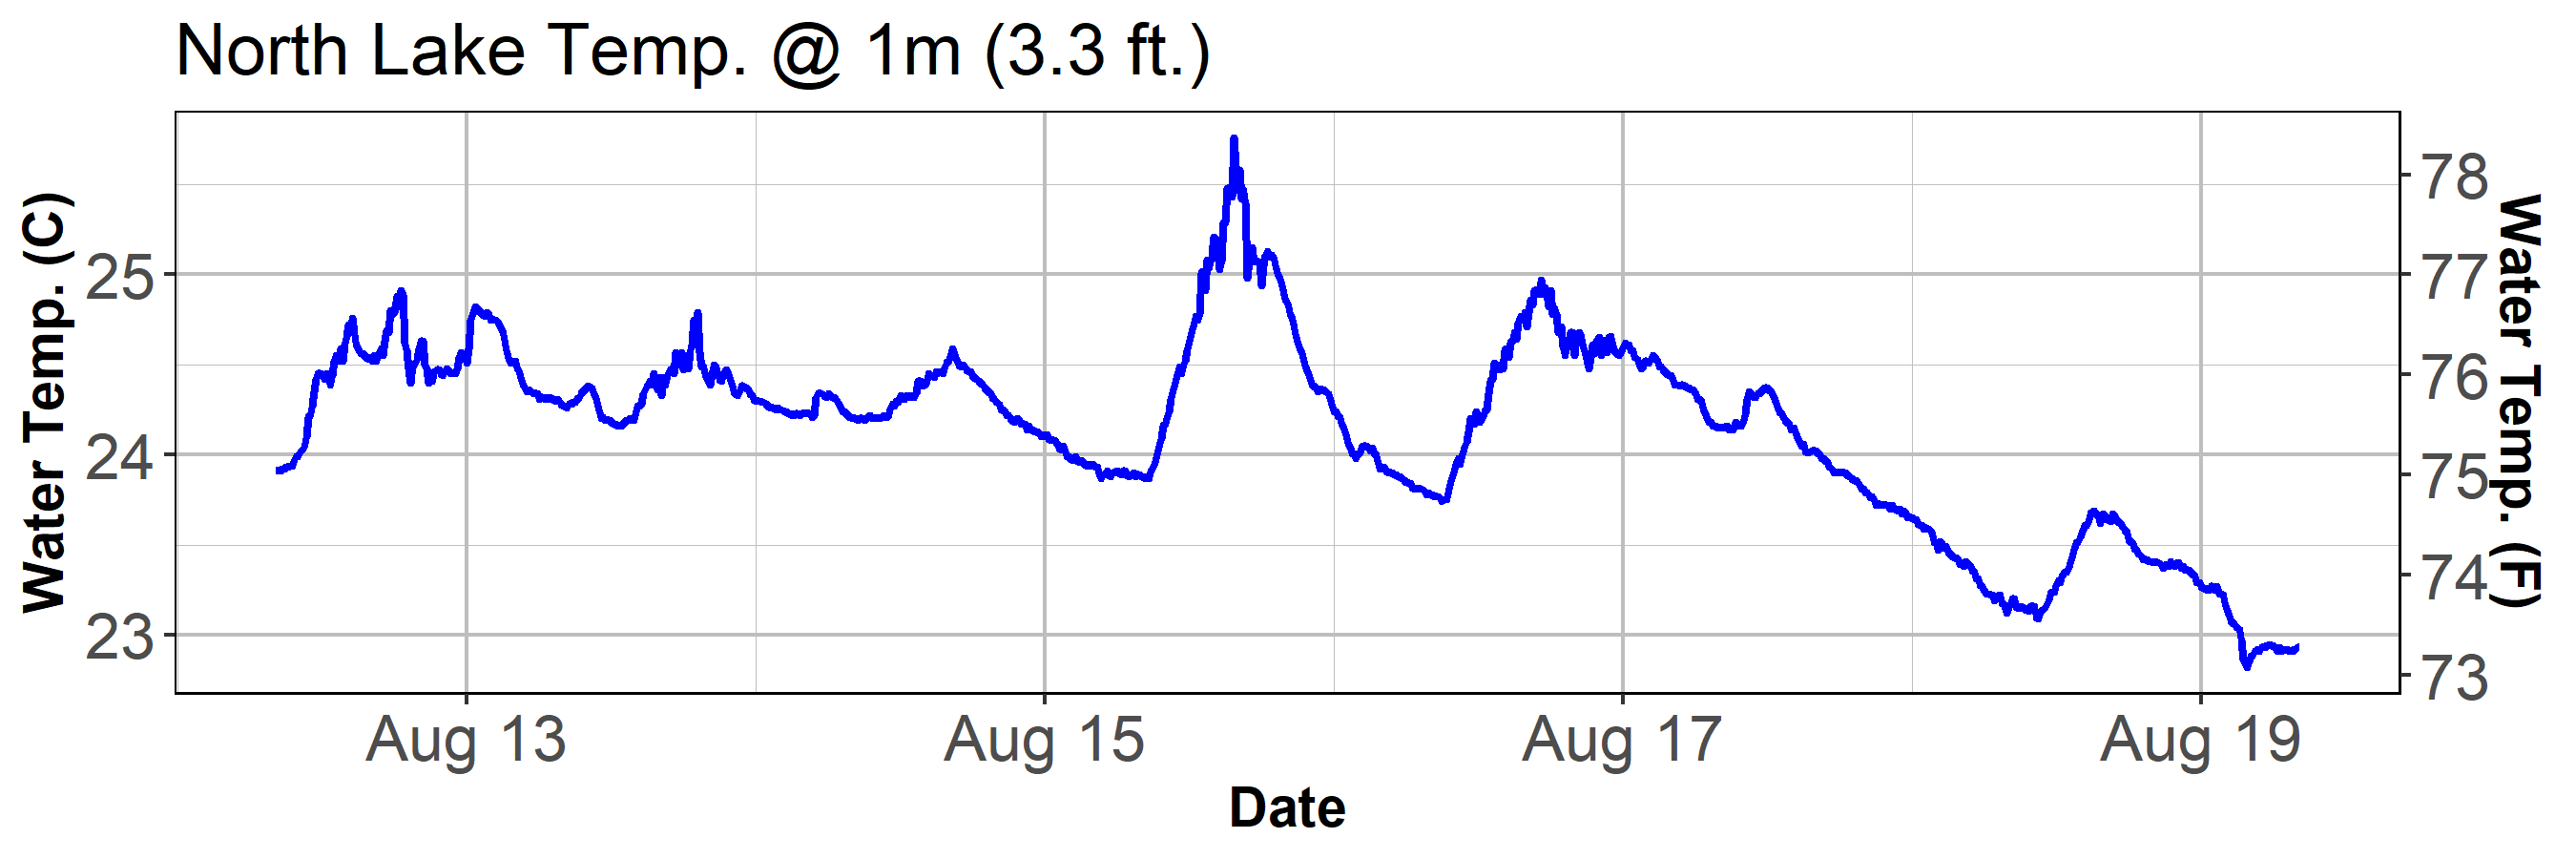 North Lake Temp. @ 1m (3.3 ft.)
Water Temp. (C)
25
24
23
78
77
76
75
74
73
Water Temp. (F)
Aug 13
Aug 15
Aug 17
Aug 19
Date